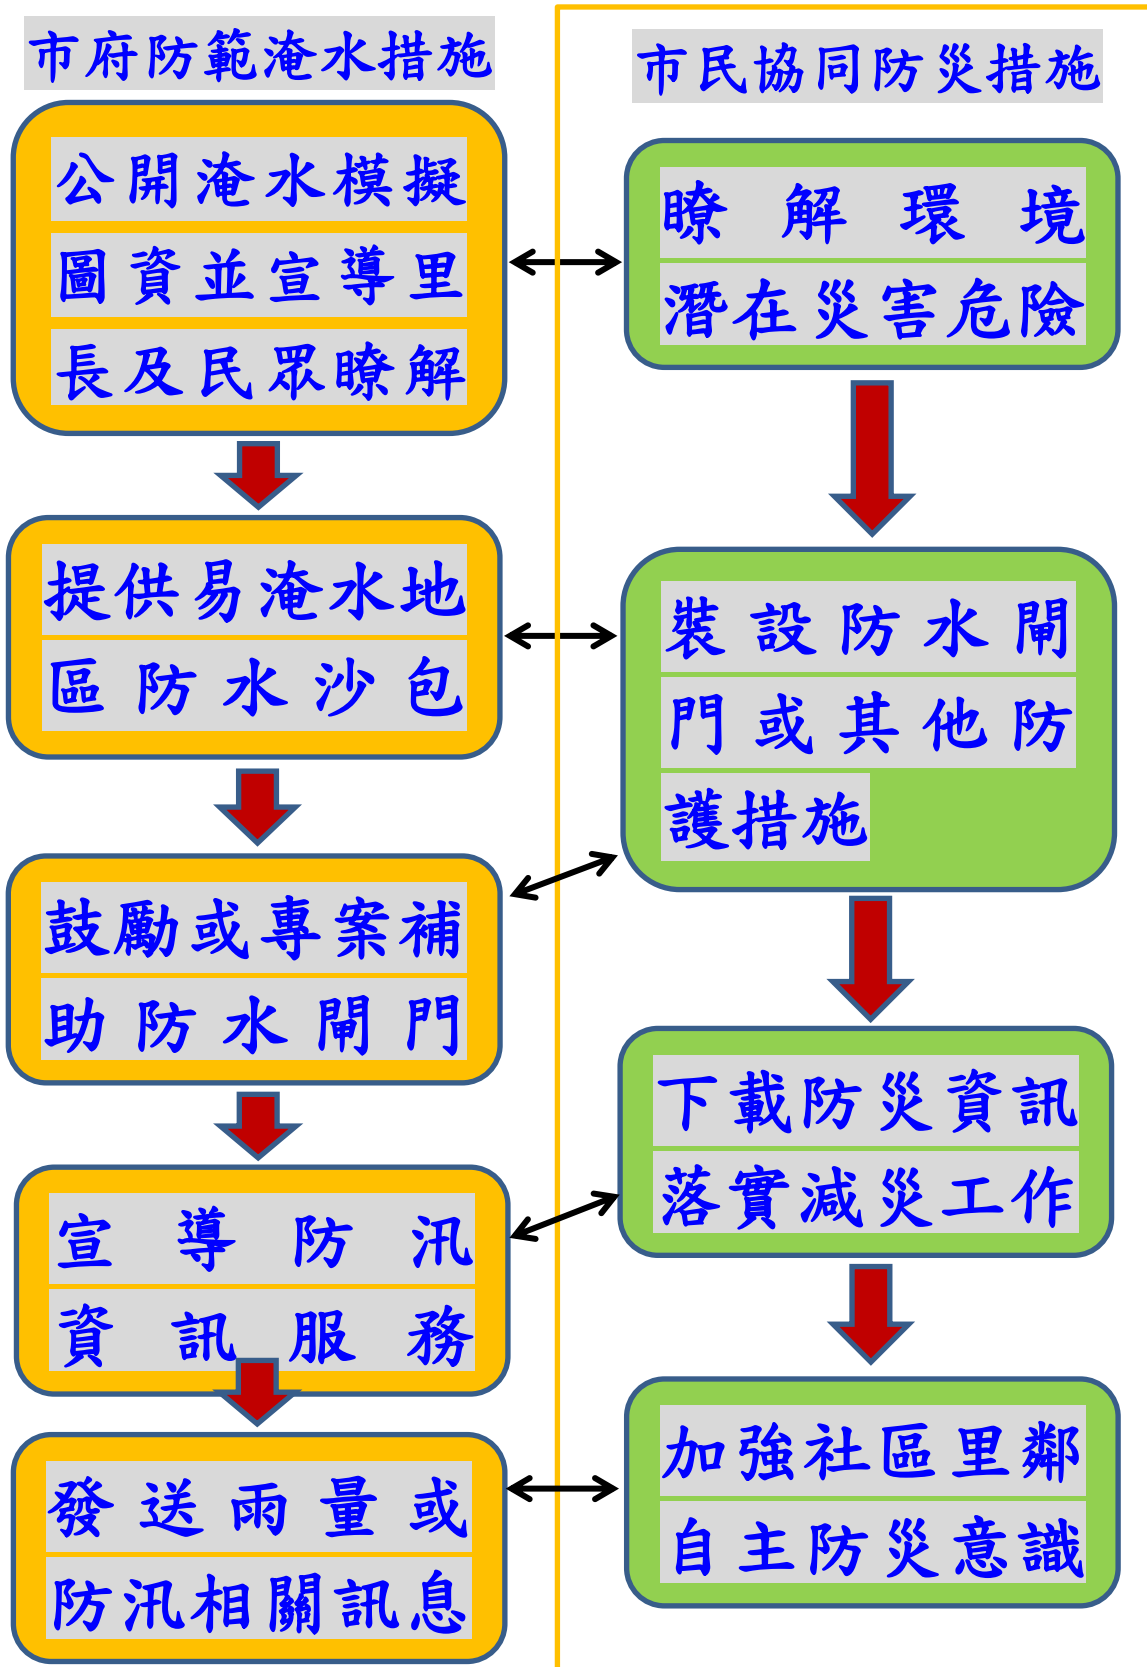 市府防範淹水措施
公開淹水模擬
圖資並宣導里
長及民眾瞭解
提供易淹水地
區防水沙包
鼓勵或專案補
助防水閘門
宣導防汛
資訊服務
發送雨量或
防汛相關訊息
市民協同防災措施
瞭解環境
潛在災害危險
裝設防水閘
門或其他防
護措施
下載防災資訊
落實減災工作
加強社區里鄰
自主防災意識